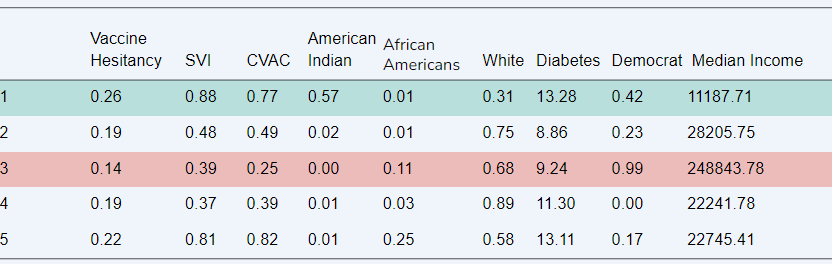 Vaccine Hesitancy SVI CVAC American Indian African Americans White Diabetes Democrat Median Income
1 0.26 0.88 0.77 0.57 0.01 0.31 13.28 0.42 11187.71
2 0.19 0.48 0.49 0.02 0.01 0.75 8.86 0.23 28205.75
3 0.14 0.39 0.25 0.00 0.11 0.68 9.24 0.99 248843.78
4 0.19 0.37 0.39 0.01 0.03 0.89 11.30 0.00 22241.78
5 0.22 0.81 0.82 0.01 0.25 0.58 13.11 0.17 22745.41